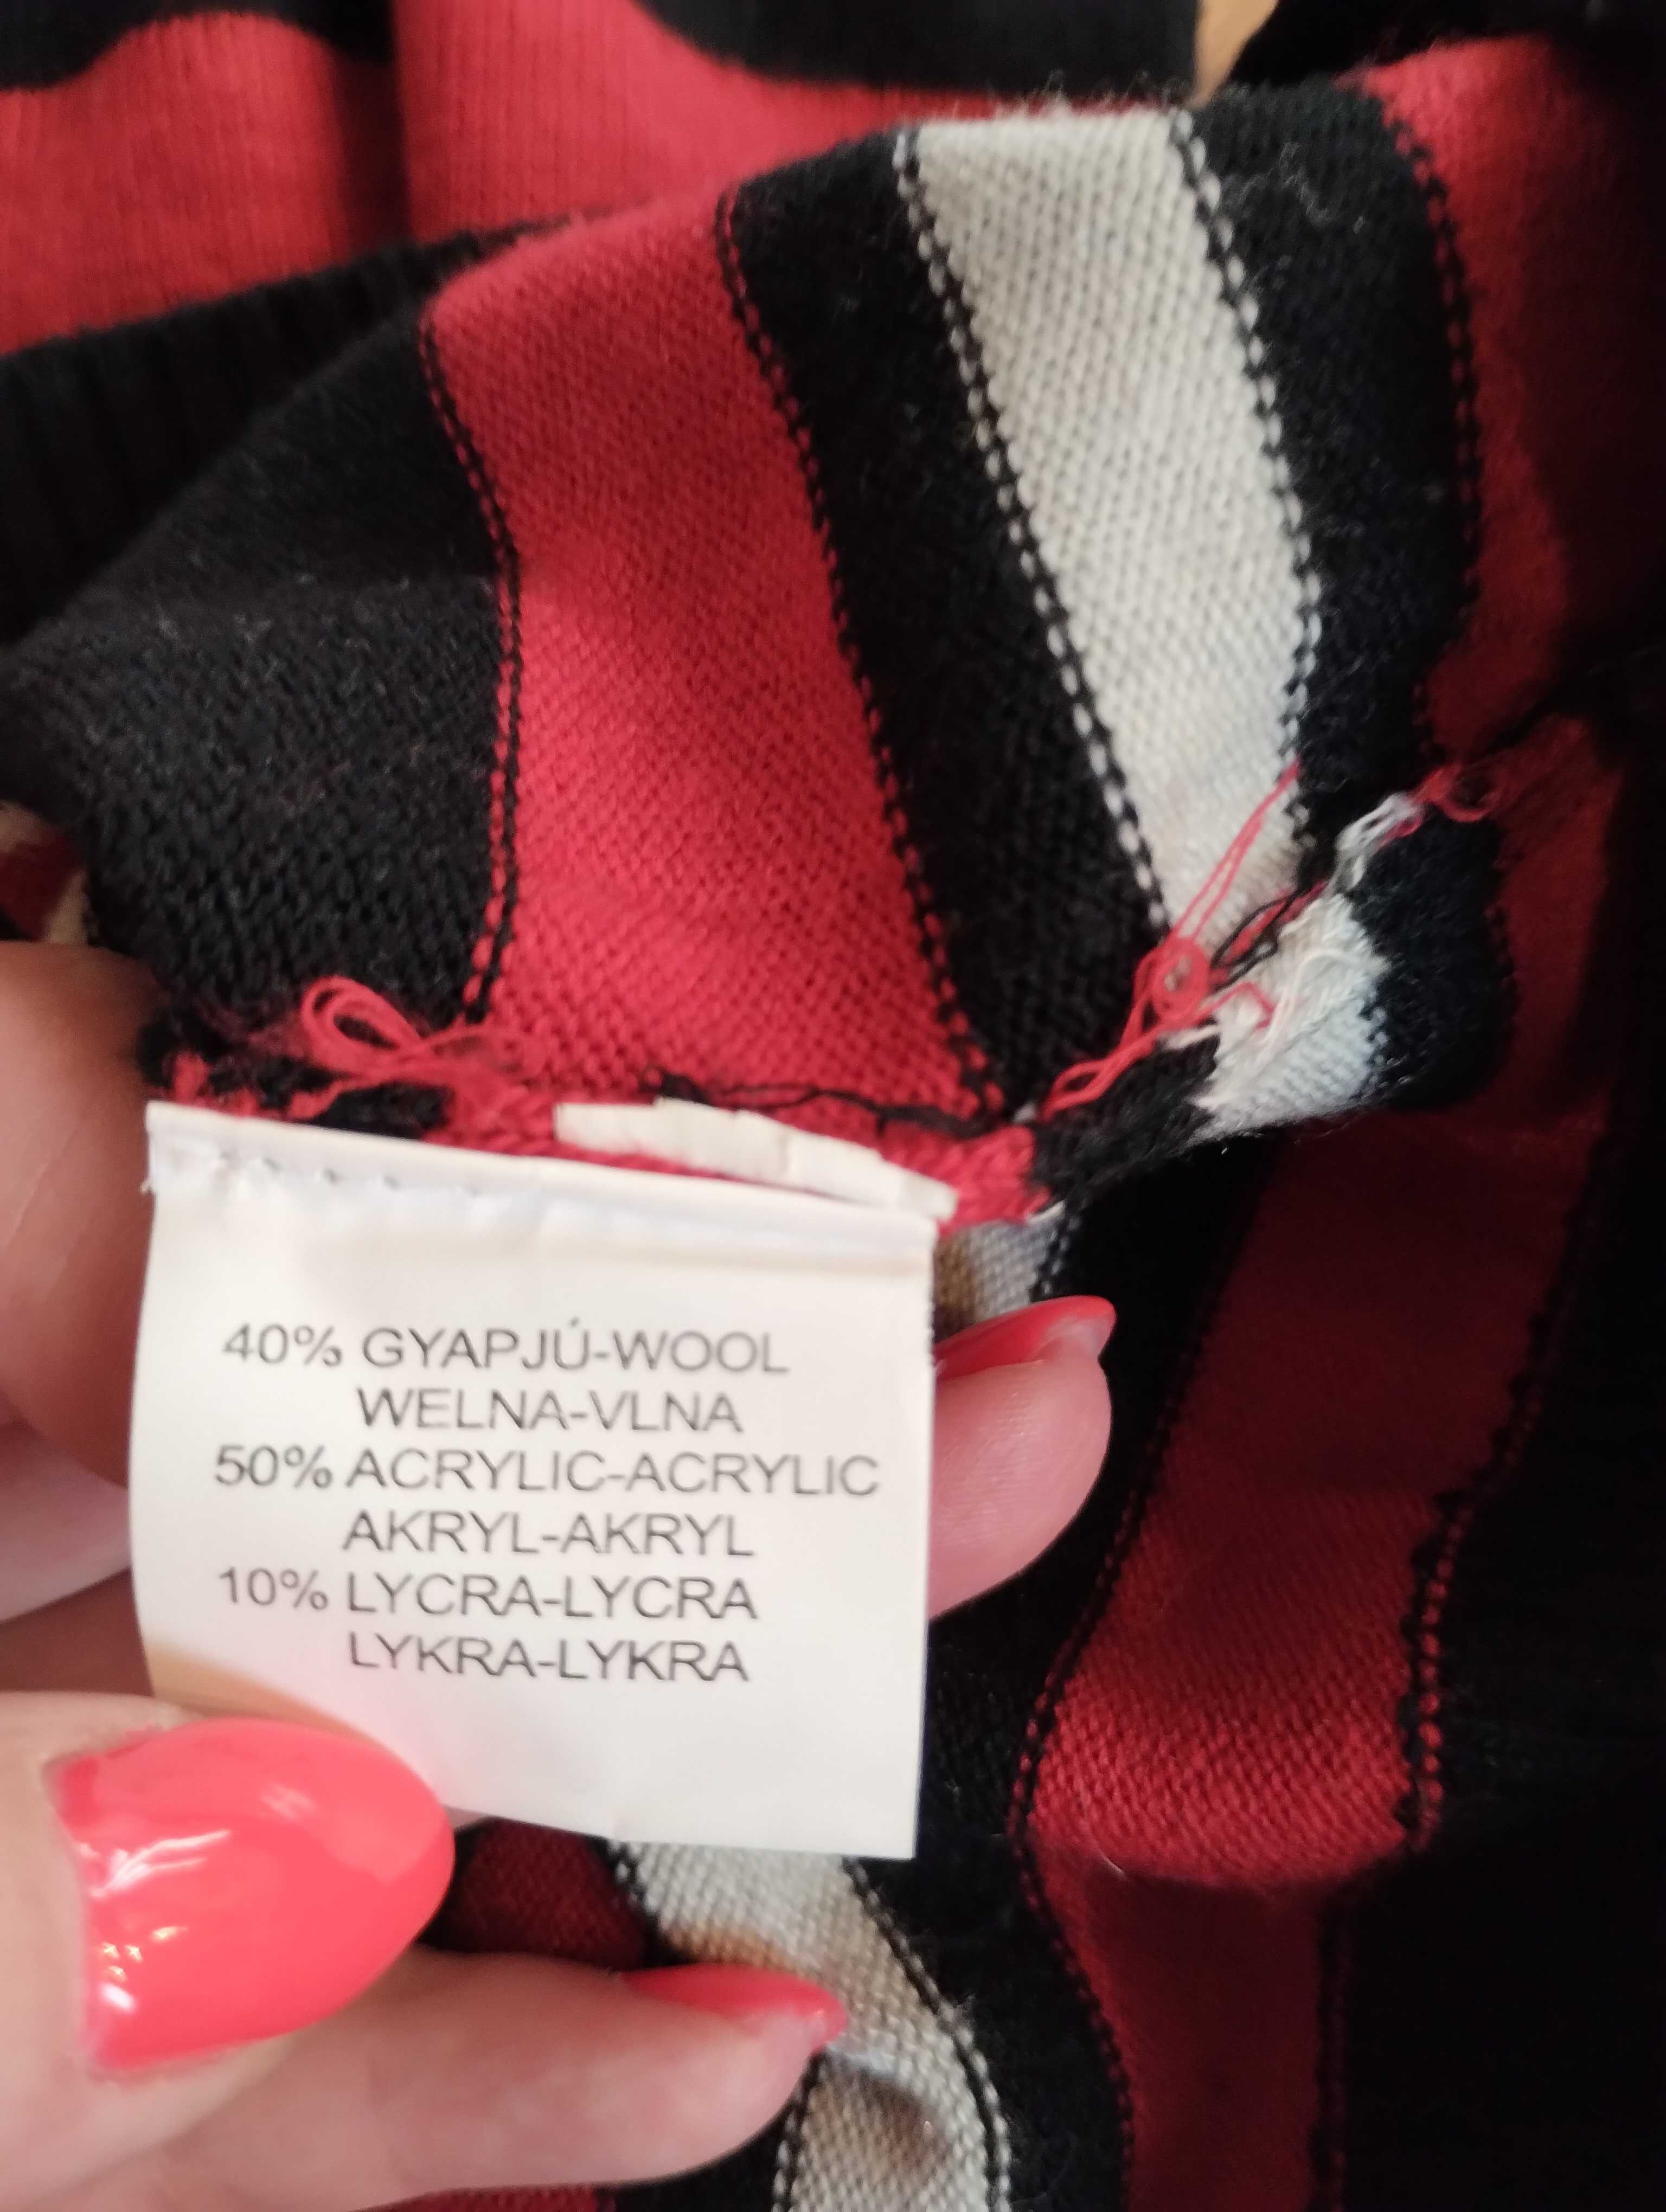 40% GYAPJÚ-WOOL
WELNA-VLNA
50% ACRYLIC-ACRYLIC
AKRYL-AKRYL
10% LYCRA-LYCRA
LYKRA-LYKRA